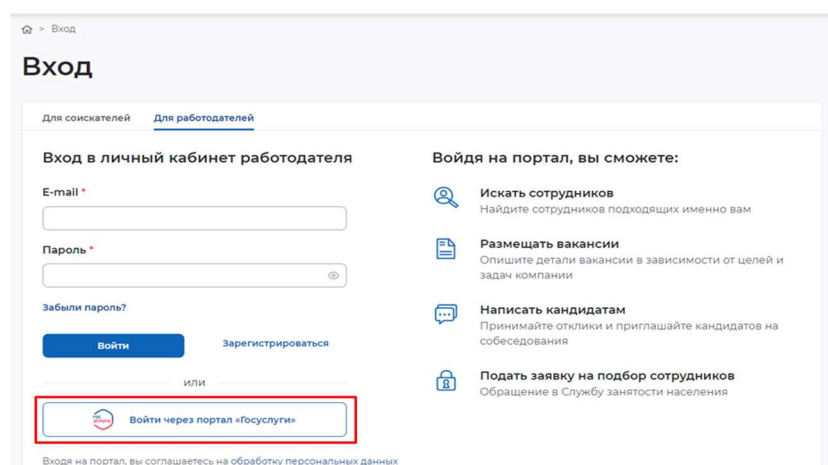 > Вход
Вход
Для соискателей Для работодателей
Вход в личный кабинет работодателя
E-mail *
Пароль *
Забыли пароль?
Войти Зарегистрироваться
или
гос услуги Войти через портал «Госуслуги»
Входя на портал, вы соглашаетесь на обработку персональных данных
Войдя на портал, вы сможете:
Искать сотрудников
Найдите сотрудников подходящих именно вам
Размещать вакансии
Опишите детали вакансии в зависимости от целей и
задач компании
Написать кандидатам
Принимайте отклики и приглашайте кандидатов на
собеседования
Подать заявку на подбор сотрудников
Обращение в Службу занятости населения